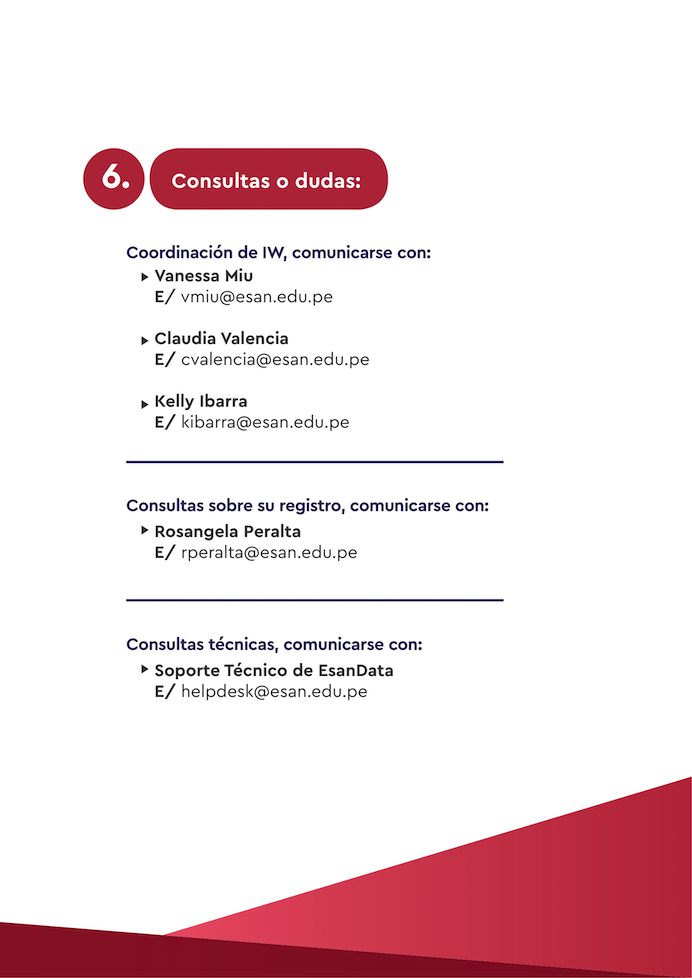 6. Consultas o dudas:
Coordinación de IW, comunicarse con:
Vanessa Miu
E/ vmiu@esan.edu.pe
Claudia Valencia
E/ cvalencia@esan.edu.pe
Kelly Ibarra
E/ kibarra@esan.edu.pe
Consultas sobre su registro, comunicarse con:
Rosangela Peralta
E/ rperalta@esan.edu.pe
Consultas técnicas, comunicarse con:
Soporte Técnico de EsanData
E/ helpdesk@esan.edu.pe